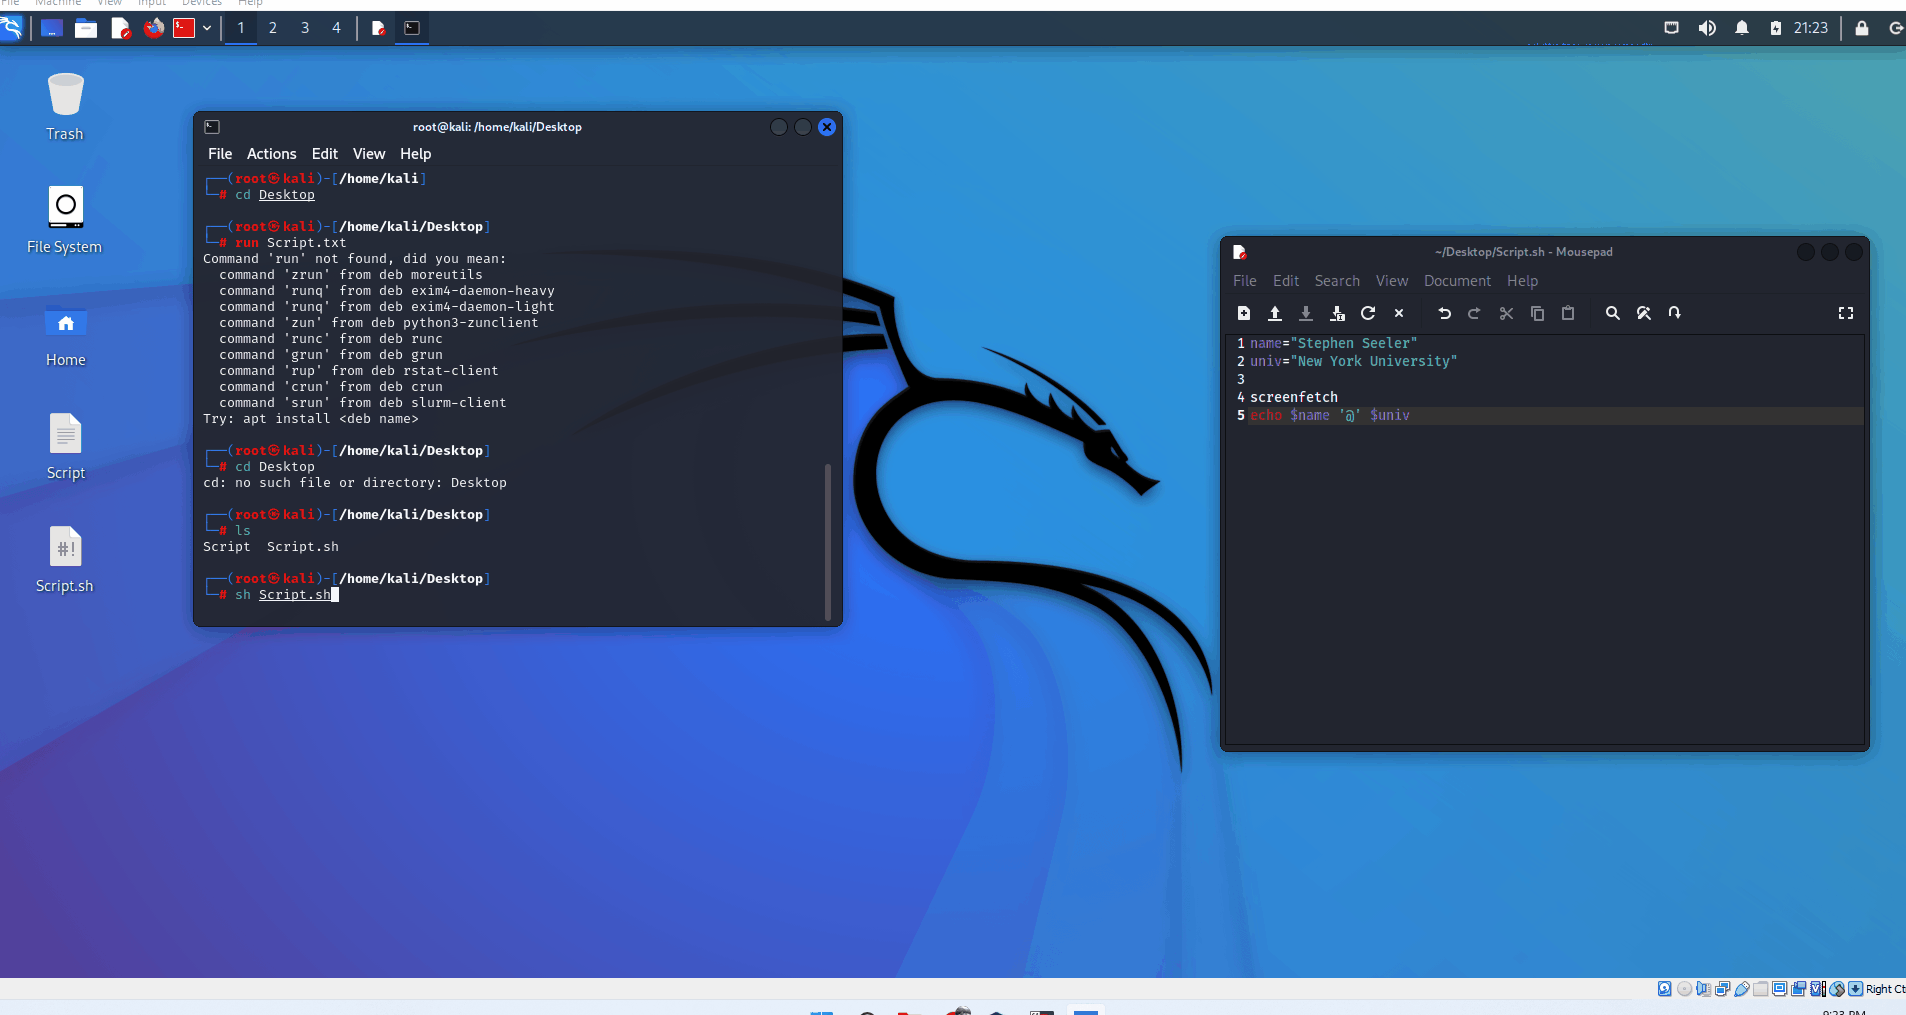 File Machine View Input Devices Help
1 2 3 4 21:23
Trash
File System
Home
Script
#!
Script.sh
root@kali: /home/kali/Desktop
File Actions Edit View Help
┌──(root㉿kali)-[/home/kali]
└─# cd Desktop
┌──(root㉿kali)-[/home/kali/Desktop]
└─# run Script.txt
Command 'run' not found, did you mean:
command 'zrun' from deb moreutils
command 'runq' from deb exim4-daemon-heavy
command 'runq' from deb exim4-daemon-light
command 'zun' from deb python3-zunclient
command 'runc' from deb runc
command 'grun' from deb grun
command 'rup' from deb rstat-client
command 'crun' from deb crun
command 'srun' from deb slurm-client
Try: apt install <deb name>
┌──(root㉿kali)-[/home/kali/Desktop]
└─# cd Desktop
cd: no such file or directory: Desktop
┌──(root㉿kali)-[/home/kali/Desktop]
└─# ls
Script Script.sh
┌──(root㉿kali)-[/home/kali/Desktop]
└─# sh Script.sh
~/Desktop/Script.sh - Mousepad
File Edit Search View Document Help
1 name="Stephen Seeler"
2 univ="New York University"
3
4 screenfetch
5 echo $name '@' $univ
Right Ct
9:23 PM